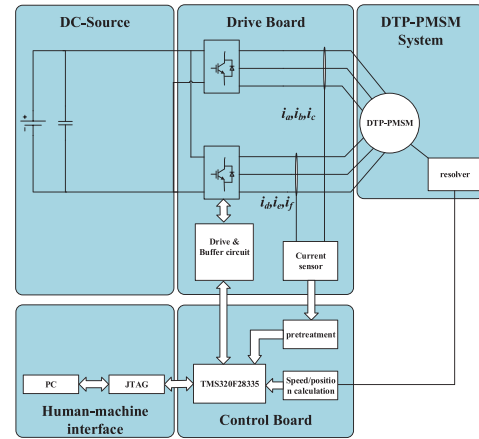 DC-Source
Drive Board
DTP-PMSM
System
+
-
i_a,i_b,i_c
DTP-PMSM
i_d,i_e,i_f
resolver
Drive &
Buffer circuit
Current
sensor
pretreatment
PC
JTAG
TMS320F28335
Speed/positio
n calculation
Human-machine
interface
Control Board